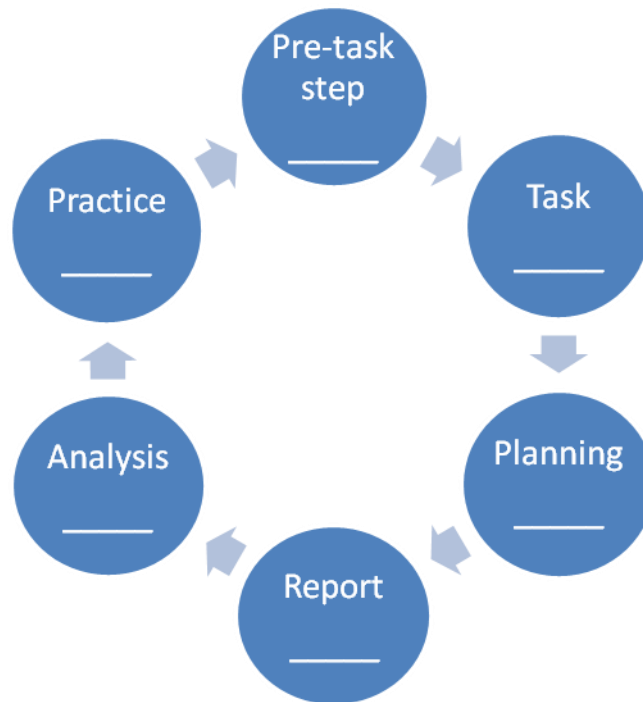 Pre-task
step
Task
Planning
Report
Analysis
Practice